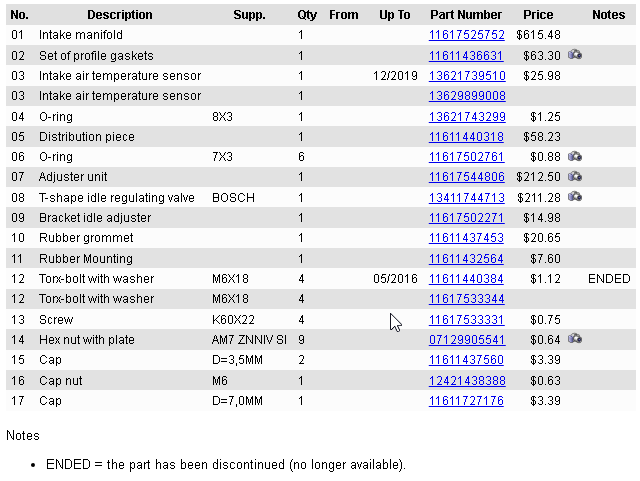 No. Description Supp. Qty From Up To Part Number Price Notes
01 Intake manifold 1 11617525752 $615.48
02 Set of profile gaskets 1 11611436631 $63.30
03 Intake air temperature sensor 1 12/2019 13621739510 $25.98
03 Intake air temperature sensor 1 13629899008
04 O-ring 8X3 1 13621743299 $1.25
05 Distribution piece 1 11611440318 $58.23
06 O-ring 7X3 6 11617502761 $0.88
07 Adjuster unit 1 11617544806 $212.50
08 T-shape idle regulating valve BOSCH 1 13411744713 $211.28
09 Bracket idle adjuster 1 11617502271 $14.98
10 Rubber grommet 1 11611437453 $20.65
11 Rubber Mounting 1 11611432564 $7.60
12 Torx-bolt with washer M6X18 4 05/2016 11611440384 $1.12 ENDED
12 Torx-bolt with washer M6X18 4 11617533344
13 Screw K60X22 4 11617533331 $0.75
14 Hex nut with plate AM7 ZNNIV SI 9 07129905541 $0.64
15 Cap D=3,5MM 2 11611437560 $3.39
16 Cap nut M6 1 12421438388 $0.63
17 Cap D=7,0MM 1 11611727176 $3.39
Notes
• ENDED = the part has been discontinued (no longer available).